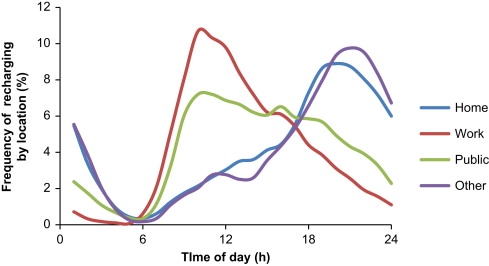 12
10
8
6
4
2
0
Frequency of recharging
by location (%)
0
6
12
18
24
TIme of day (h)
Home
Work
Public
Other